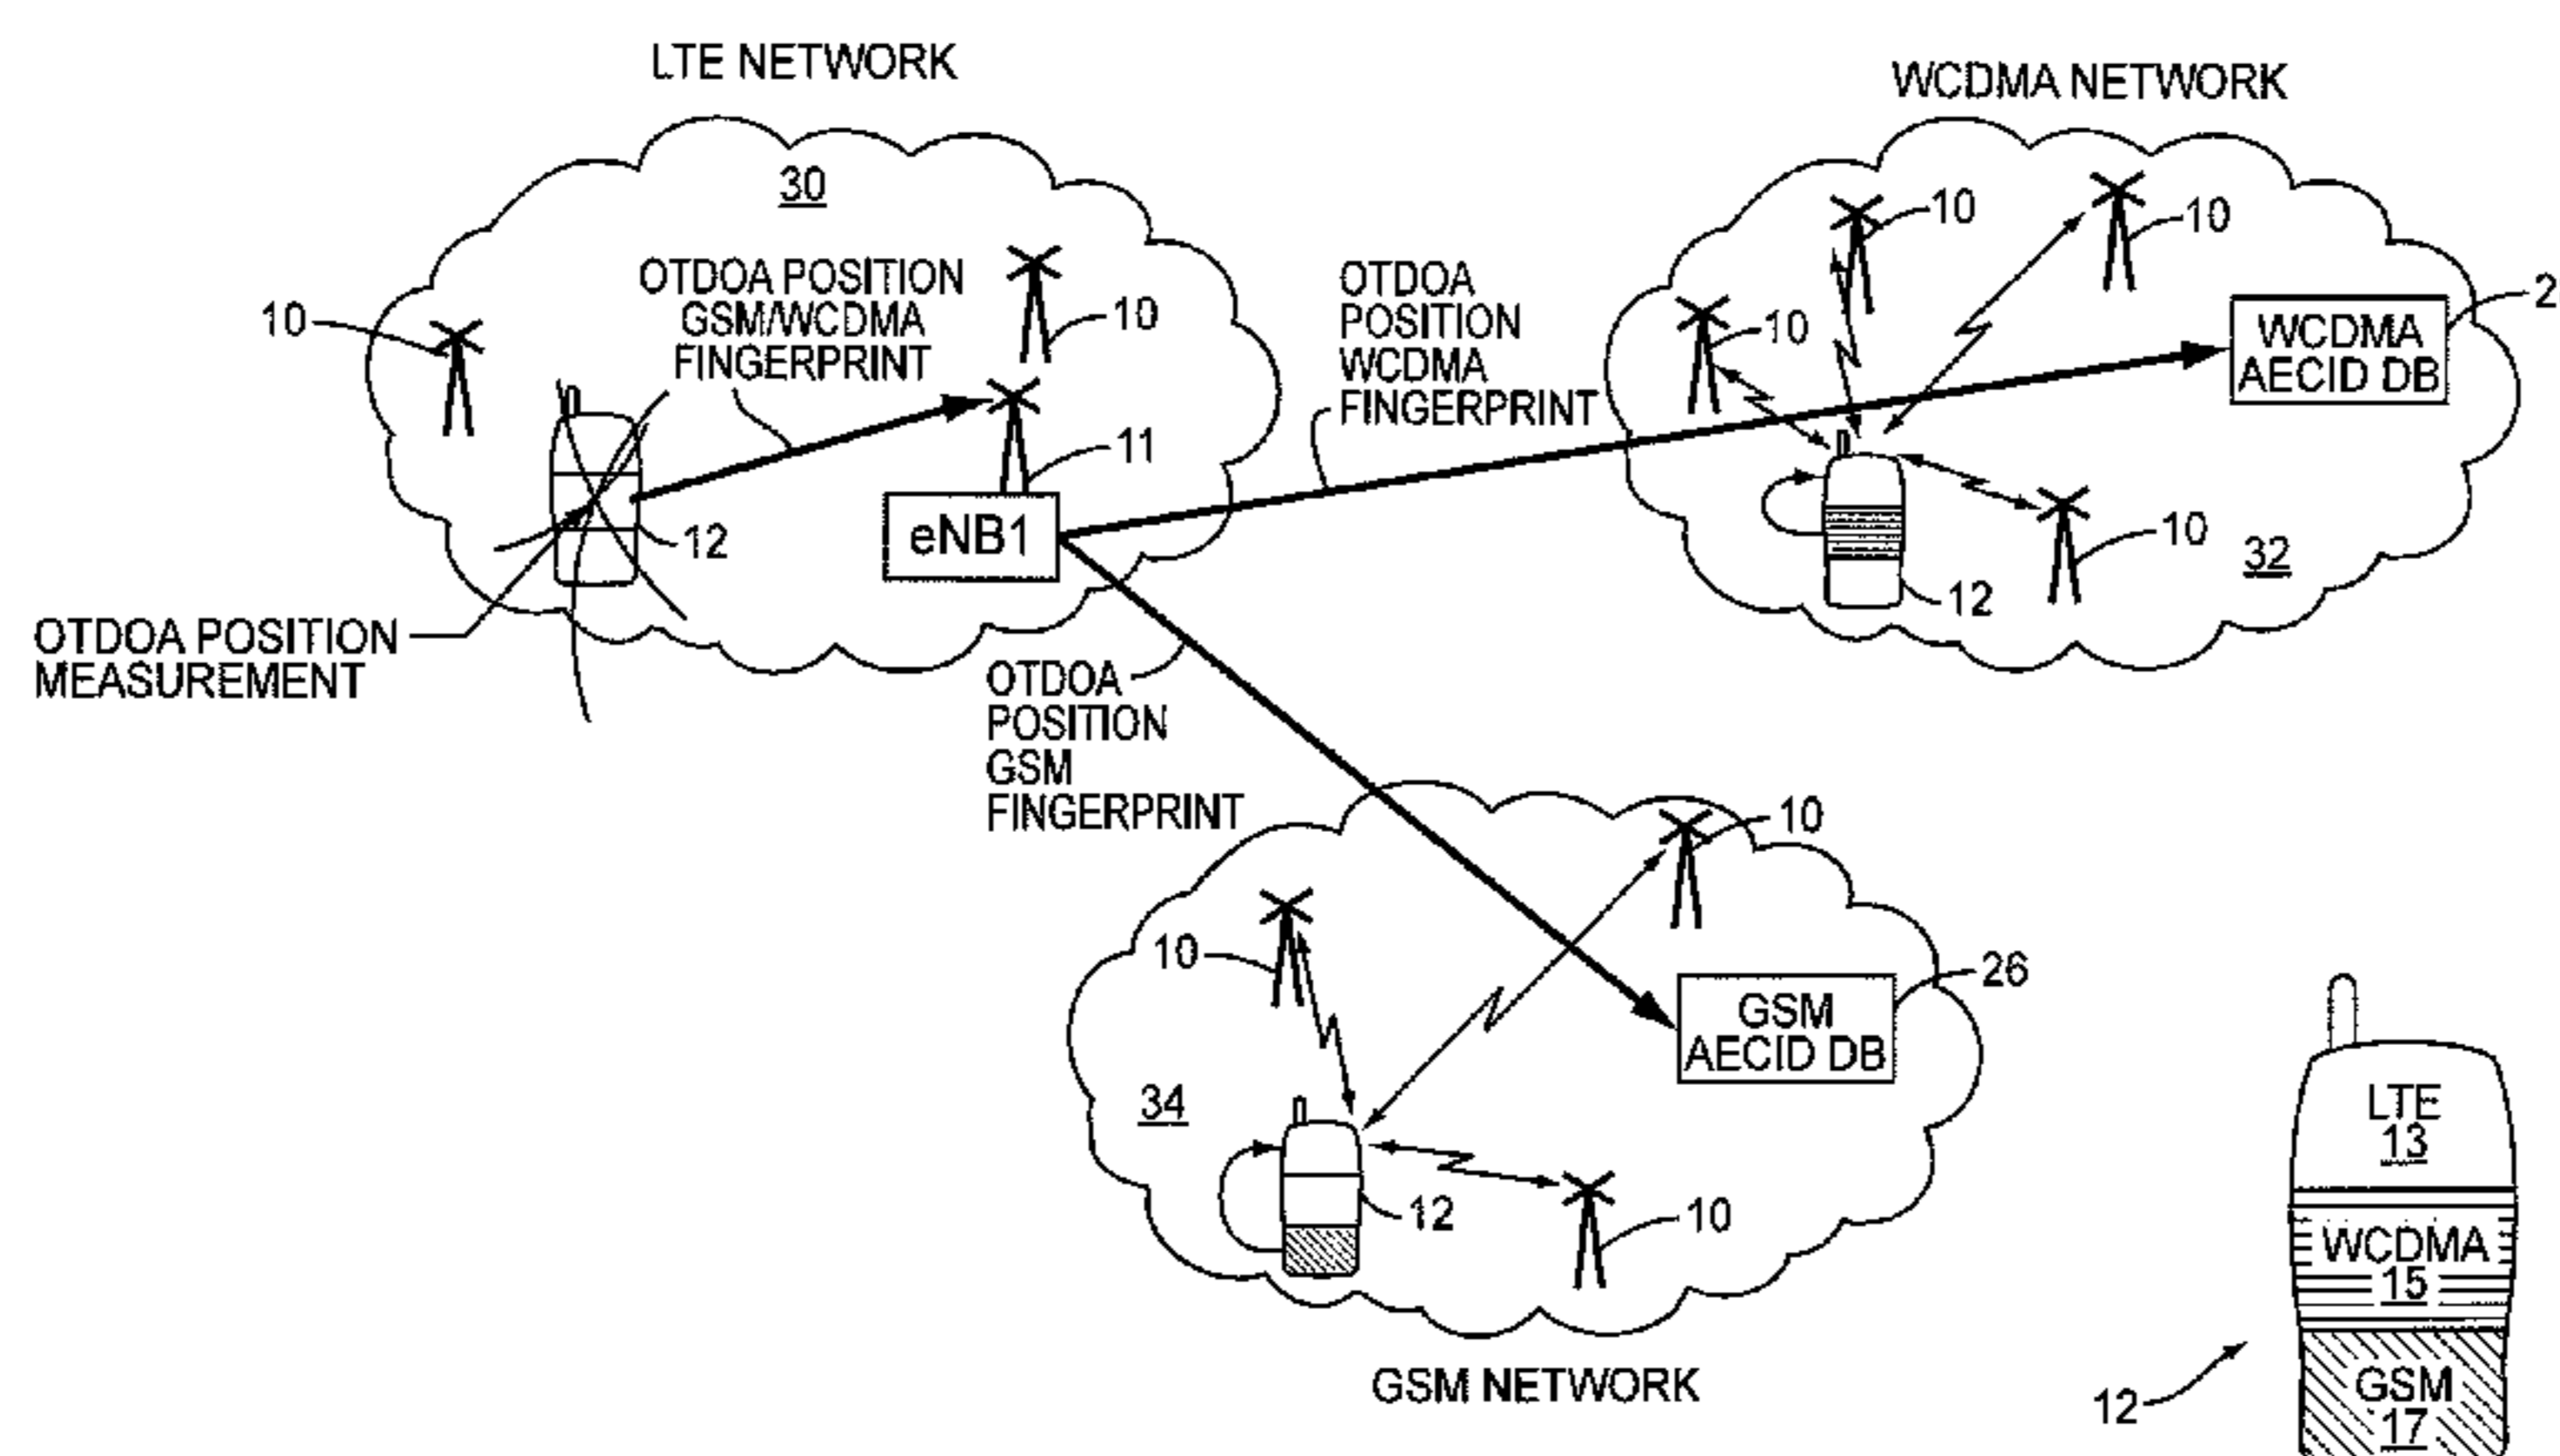 LTE NETWORK
30
10
OTDOA POSITION
GSM/WCDMA
FINGERPRINT
10
11
eNB1
12
OTDOA POSITION
MEASUREMENT
OTDOA
POSITION
WCDMA
FINGERPRINT
WCDMA NETWORK
10
10
10
2
WCDMA
AECID DB
10
12
32
OTDOA
POSITION
GSM
FINGERPRINT
10
10
26
GSM
AECID DB
34
12
10
GSM NETWORK
LTE
13
WCDMA
15
GSM
17
12